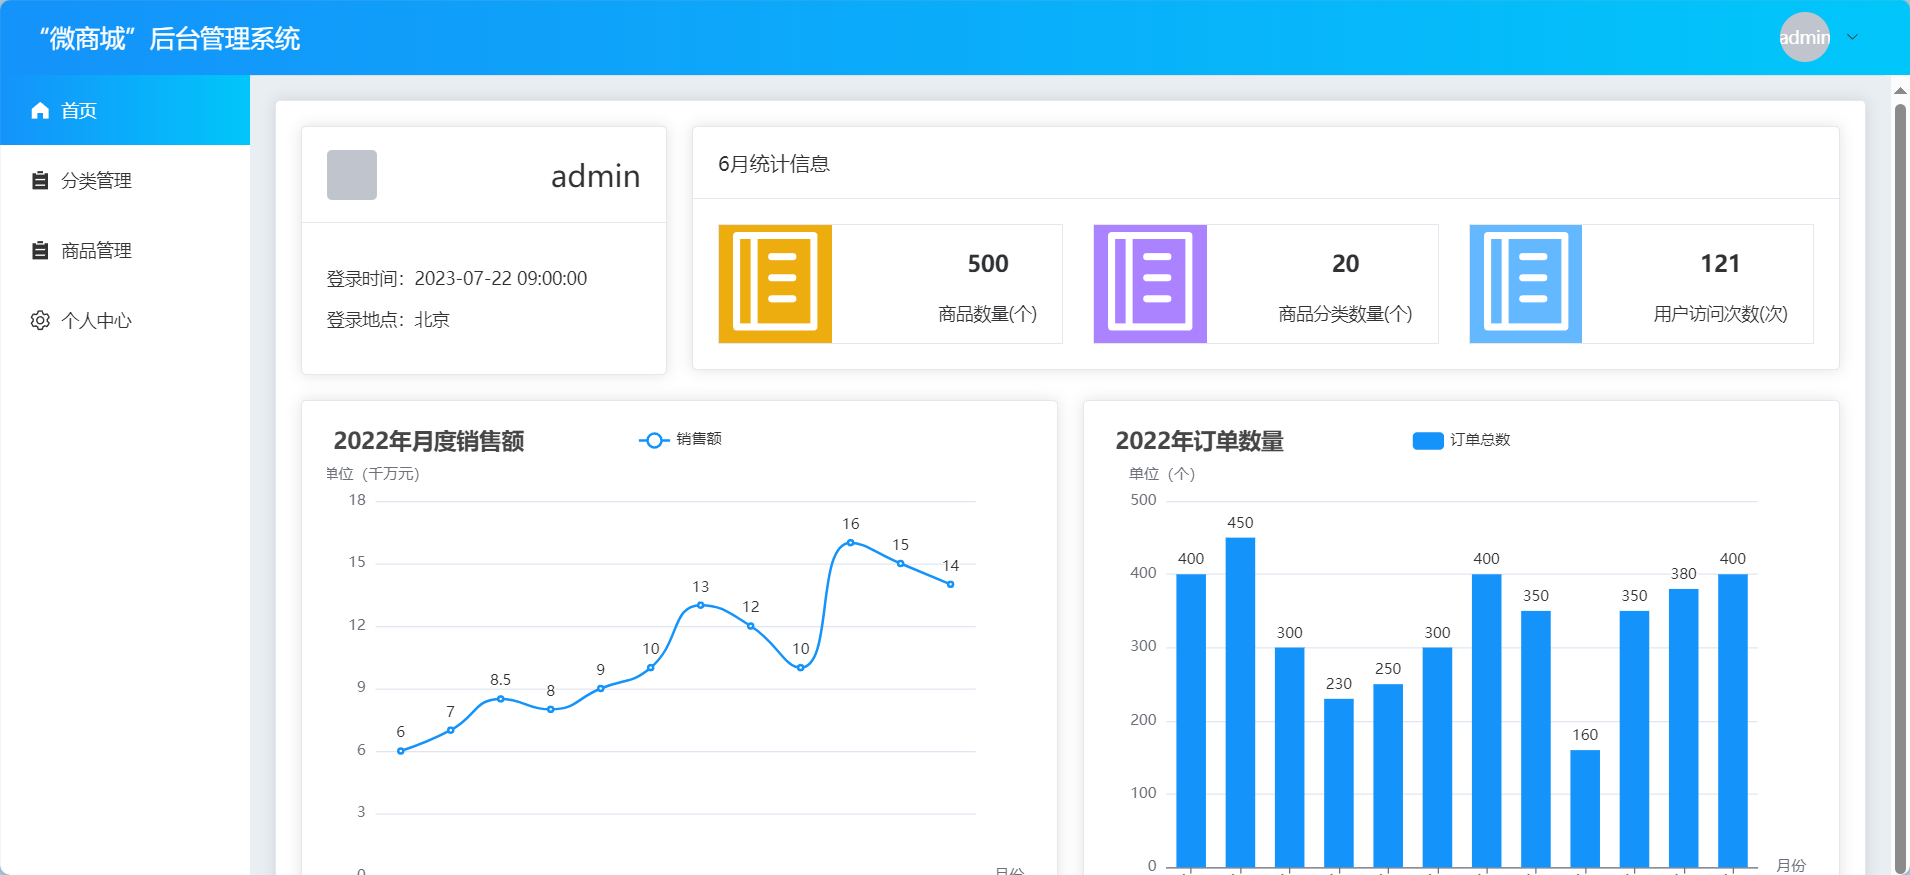 “微商城”后台管理系统
admin
首页
分类管理
商品管理
个人中心
admin
登录时间：2023-07-22 09:00:00
登录地点：北京
6月统计信息
500
商品数量(个)
20
商品分类数量(个)
121
用户访问次数(次)
2022年月度销售额
销售额
单位（千万元）
18
15
12
9
6
3
0
6
7
8.5
8
9
10
13
12
10
16
15
14
月份
2022年订单数量
订单总数
单位（个）
500
400
300
200
100
0
400
450
300
230
250
300
400
350
160
350
380
400
月份